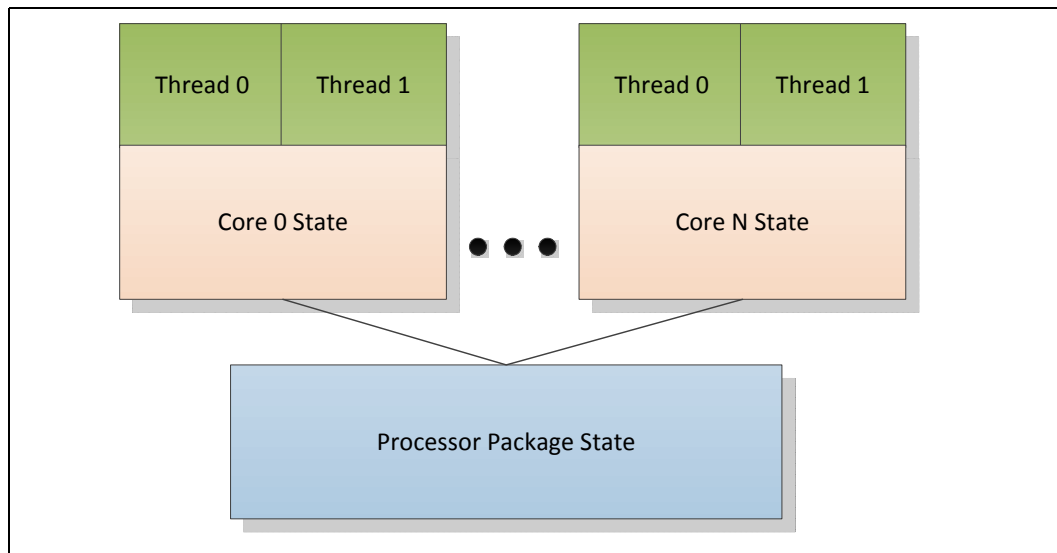 Thread 0
Thread 1
Thread 0
Thread 1
Core 0 State
Core N State
Processor Package State